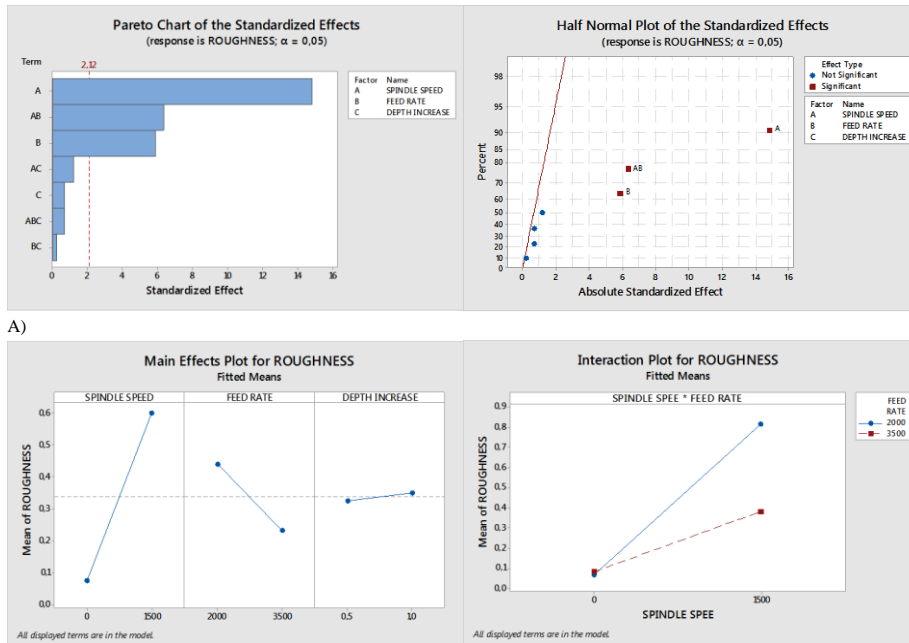 Pareto Chart of the Standardized Effects
(response is ROUGHNESS; α = 0,05)
Term
2,12
A
AB
B
AC
C
ABC
BC
0 2 4 6 8 10 12 14 16
Standardized Effect
Factor Name
A SPINDLE SPEED
B FEED RATE
C DEPTH INCREASE
Half Normal Plot of the Standardized Effects
(response is ROUGHNESS; α = 0,05)
Percent
98
95
90
85
80
70
60
50
40
30
20
10
0
A
AB
B
0 2 4 6 8 10 12 14 16
Absolute Standardized Effect
Effect Type
Not Significant
Significant
Factor Name
A SPINDLE SPEED
B FEED RATE
C DEPTH INCREASE
A)
Main Effects Plot for ROUGHNESS
Fitted Means
SPINDLE SPEED FEED RATE DEPTH INCREASE
Mean of ROUGHNESS
0.6
0.5
0.4
0.3
0.2
0.1
0.0
0 1500 2000 3500 0.5 1.0
All displayed terms are in the model.
Interaction Plot for ROUGHNESS
Fitted Means
SPINDLE SPEE * FEED RATE
Mean of ROUGHNESS
0.9
0.8
0.7
0.6
0.5
0.4
0.3
0.2
0.1
0.0
0 1500
SPINDLE SPEE
FEED
RATE
2000
3500
All displayed terms are in the model.